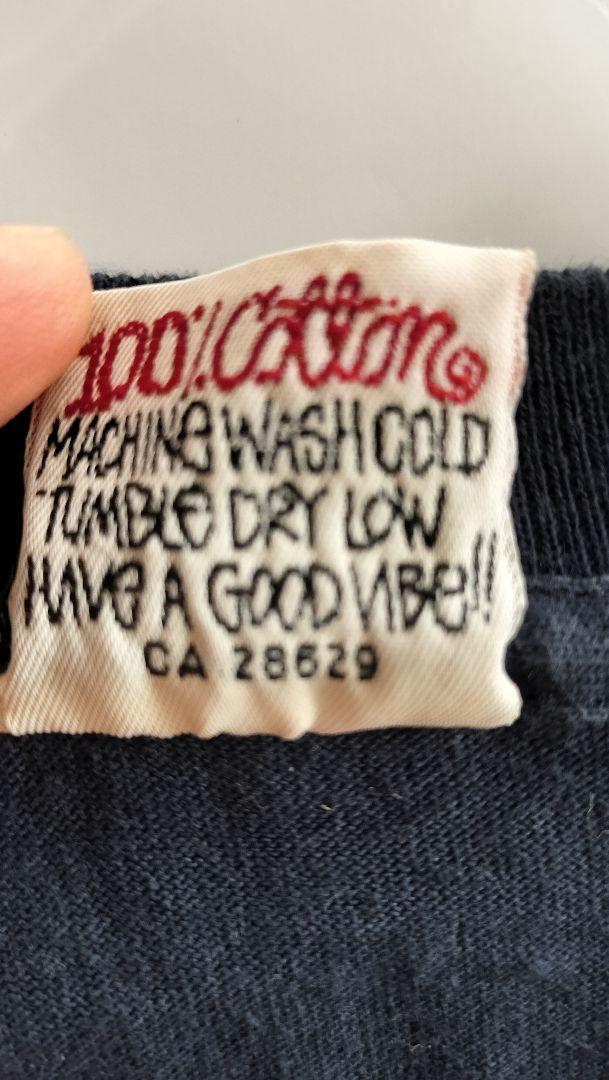 100% Cotton
MACHINE WASH COLD
TUMBLE DRY LOW
HAVE A GOOD VIBE!!
CA 28629